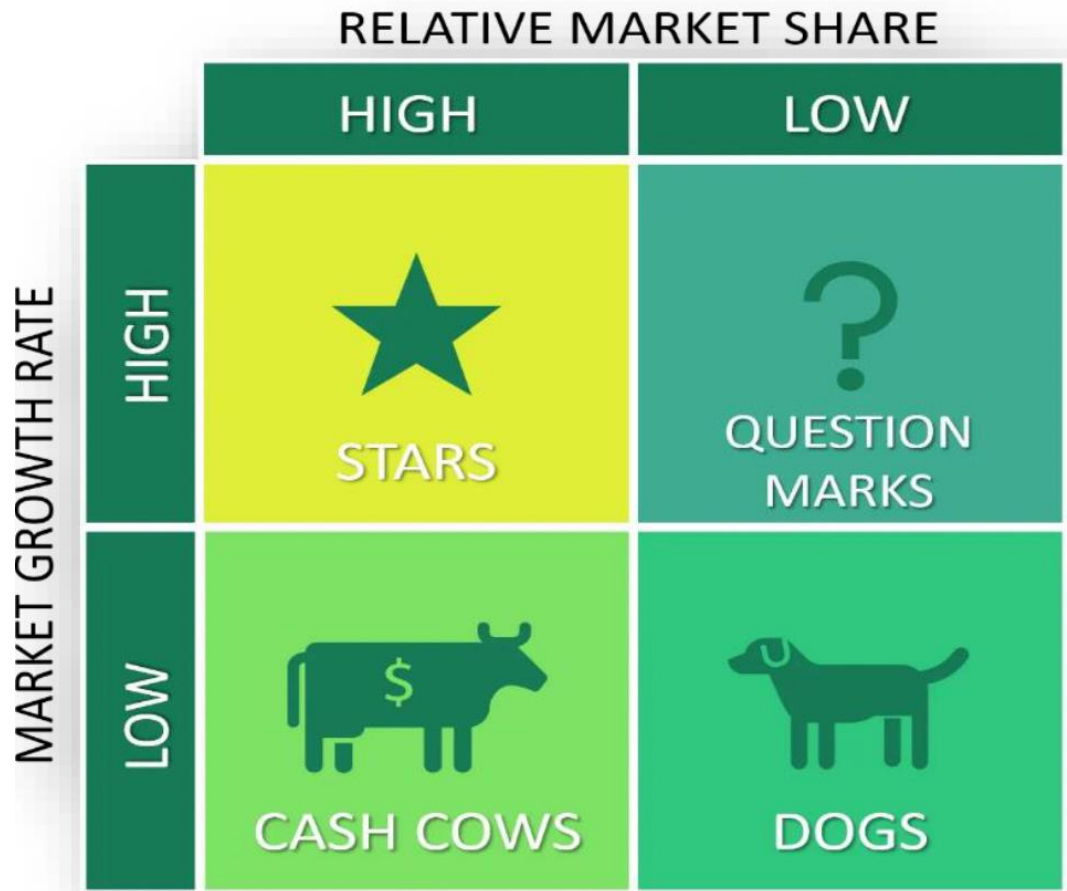 RELATIVE MARKET SHARE
HIGH
LOW
MARKET GROWTH RATE
HIGH
?
STARS
QUESTION
MARKS
LOW
$
CASH COWS
DOGS